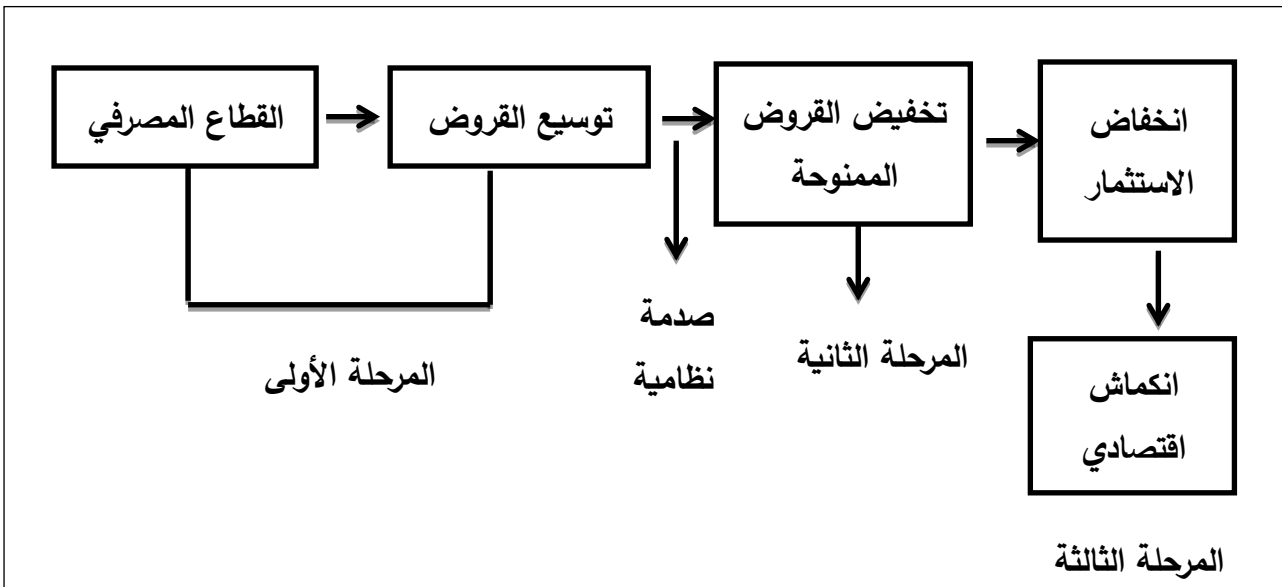 القطاع المصرفي
توسيع القروض
تخفيض القروض
الممنوحة
انخفاض
الاستثمار
صدمة
نظامية
المرحلة الأولى
المرحلة الثانية
انكماش
اقتصادي
المرحلة الثالثة